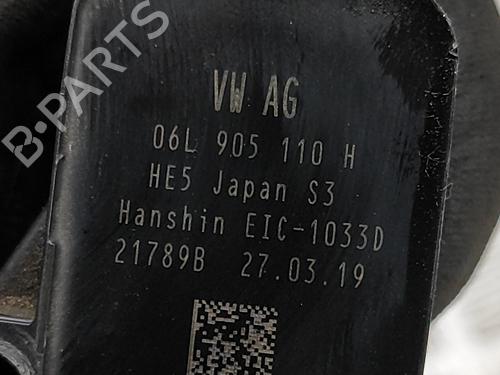 VW AG
06L 905 110 H
HE5 Japan S3
Hanshin EIC-1033D
21789B 27.03.19
B-PARTS